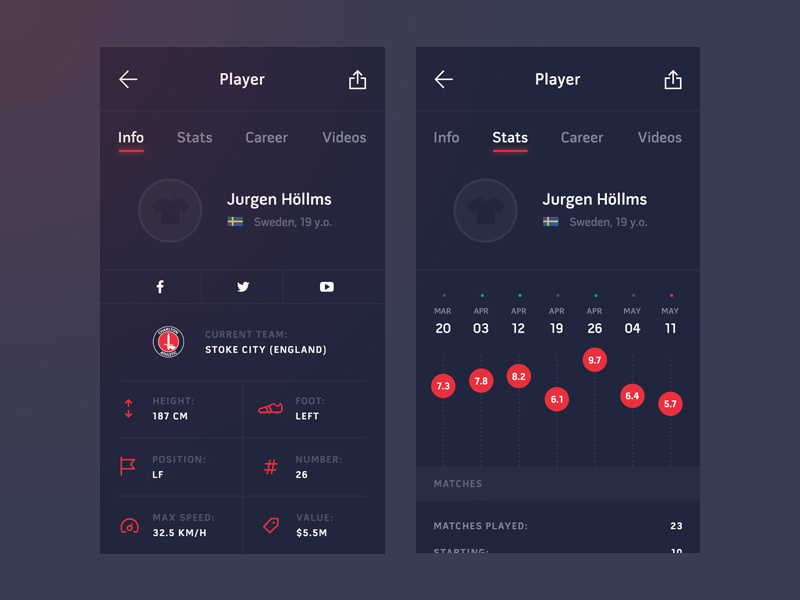 Player
Info Stats Career Videos
Jurgen Höllms
Sweden, 19 y.o.
CHARLTON
ATHLETIC
CURRENT TEAM:
STOKE CITY (ENGLAND)
HEIGHT:
187 CM
FOOT:
LEFT
POSITION:
LF
#
NUMBER:
26
MAX SPEED:
32.5 KM/H
VALUE:
$5.5M
Player
Info Stats Career Videos
Jurgen Höllms
Sweden, 19 y.o.
MAR APR APR APR APR MAY MAY
20 03 12 19 26 04 11
7.3 7.8 8.2 6.1 9.7 6.4 5.7
MATCHES
MATCHES PLAYED: 23
STARTING: 10